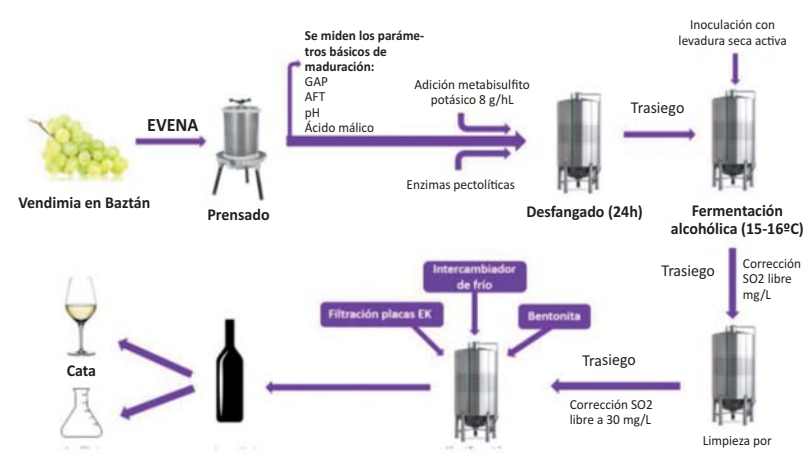 Se miden los paráme-
tros básicos de
maduración:
GAP
AFT
pH
Ácido málico
Inoculación con
levadura seca activa
Adición metabisulfito
potásico 8 g/hL
EVENA
Trasiego
Enzimas pectolíticas
Vendimia en Baztán
Prensado
Desfangado (24h)
Fermentación
alcohólica (15-16ºC)
Trasiego
Corrección
SO2 libre
mg/L
Intercambiador
de frío
Filtración placas EK
Bentonita
Trasiego
Corrección SO2
libre a 30 mg/L
Cata
Limpieza por